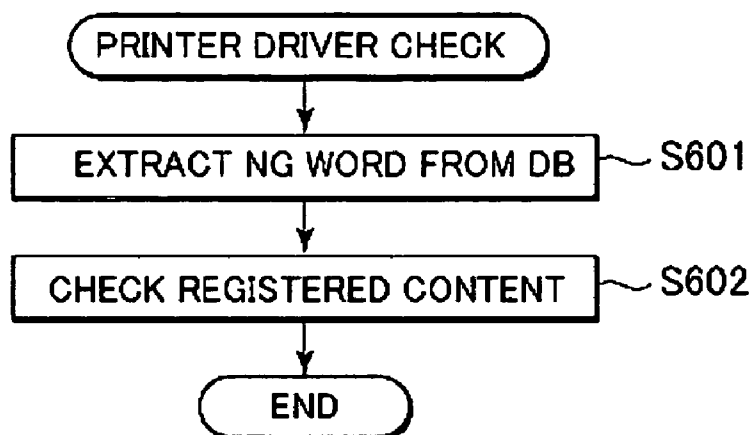 PRINTER DRIVER CHECK
EXTRACT NG WORD FROM DB
S601
CHECK REGISTERED CONTENT
S602
END